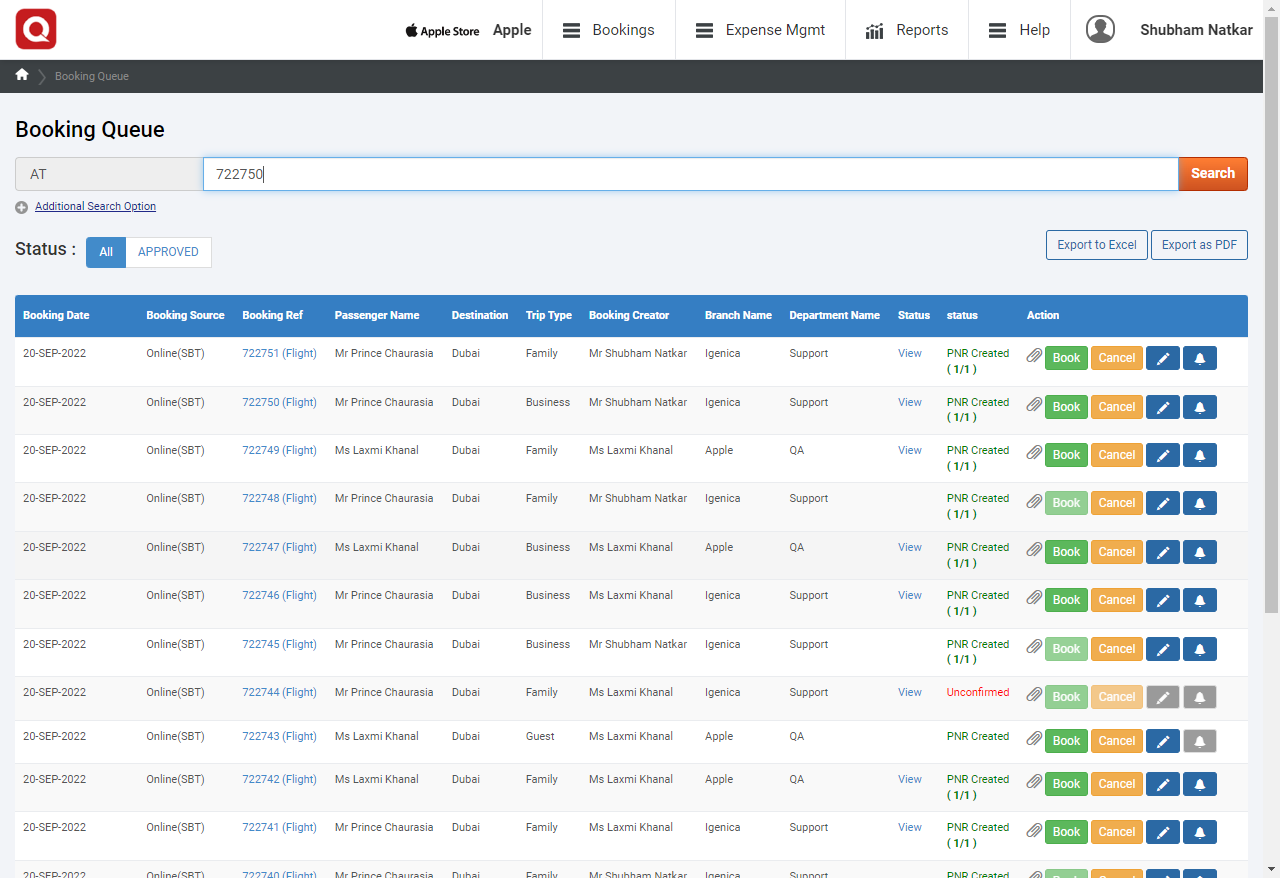 Apple Store Apple Bookings Expense Mgmt Reports Help Shubham Natkar
Booking Queue
Booking Queue
AT 722750 Search
Additional Search Option
Status : All APPROVED Export to Excel Export as PDF
Booking Date Booking Source Booking Ref Passenger Name Destination Trip Type Booking Creator Branch Name Department Name Status status Action
20-SEP-2022 Online(SBT) 722751 (Flight) Mr Prince Chaurasia Dubai Family Mr Shubham Natkar Igenica Support View PNR Created Book Cancel
( 1/1 )
20-SEP-2022 Online(SBT) 722750 (Flight) Mr Prince Chaurasia Dubai Business Mr Shubham Natkar Igenica Support View PNR Created Book Cancel
( 1/1 )
20-SEP-2022 Online(SBT) 722749 (Flight) Ms Laxmi Khanal Dubai Family Ms Laxmi Khanal Apple QA View PNR Created Book Cancel
( 1/1 )
20-SEP-2022 Online(SBT) 722748 (Flight) Mr Prince Chaurasia Dubai Family Mr Shubham Natkar Igenica Support PNR Created Book Cancel
( 1/1 )
20-SEP-2022 Online(SBT) 722747 (Flight) Ms Laxmi Khanal Dubai Business Ms Laxmi Khanal Apple QA View PNR Created Book Cancel
( 1/1 )
20-SEP-2022 Online(SBT) 722746 (Flight) Mr Prince Chaurasia Dubai Business Ms Laxmi Khanal Igenica Support View PNR Created Book Cancel
( 1/1 )
20-SEP-2022 Online(SBT) 722745 (Flight) Mr Prince Chaurasia Dubai Business Mr Shubham Natkar Igenica Support PNR Created Book Cancel
( 1/1 )
20-SEP-2022 Online(SBT) 722744 (Flight) Mr Prince Chaurasia Dubai Family Ms Laxmi Khanal Igenica Support View Unconfirmed Book Cancel
20-SEP-2022 Online(SBT) 722743 (Flight) Ms Laxmi Khanal Dubai Guest Ms Laxmi Khanal Apple QA PNR Created Book Cancel
20-SEP-2022 Online(SBT) 722742 (Flight) Ms Laxmi Khanal Dubai Family Ms Laxmi Khanal Apple QA View PNR Created Book Cancel
( 1/1 )
20-SEP-2022 Online(SBT) 722741 (Flight) Mr Prince Chaurasia Dubai Family Ms Laxmi Khanal Igenica Support View PNR Created Book Cancel
( 1/1 )
20-SEP-2022 Online(SBT) 722740 (Flight) Mr Prince Chaurasia Dubai Family Ms Laxmi Khanal Igenica Support View PNR Created Book Cancel